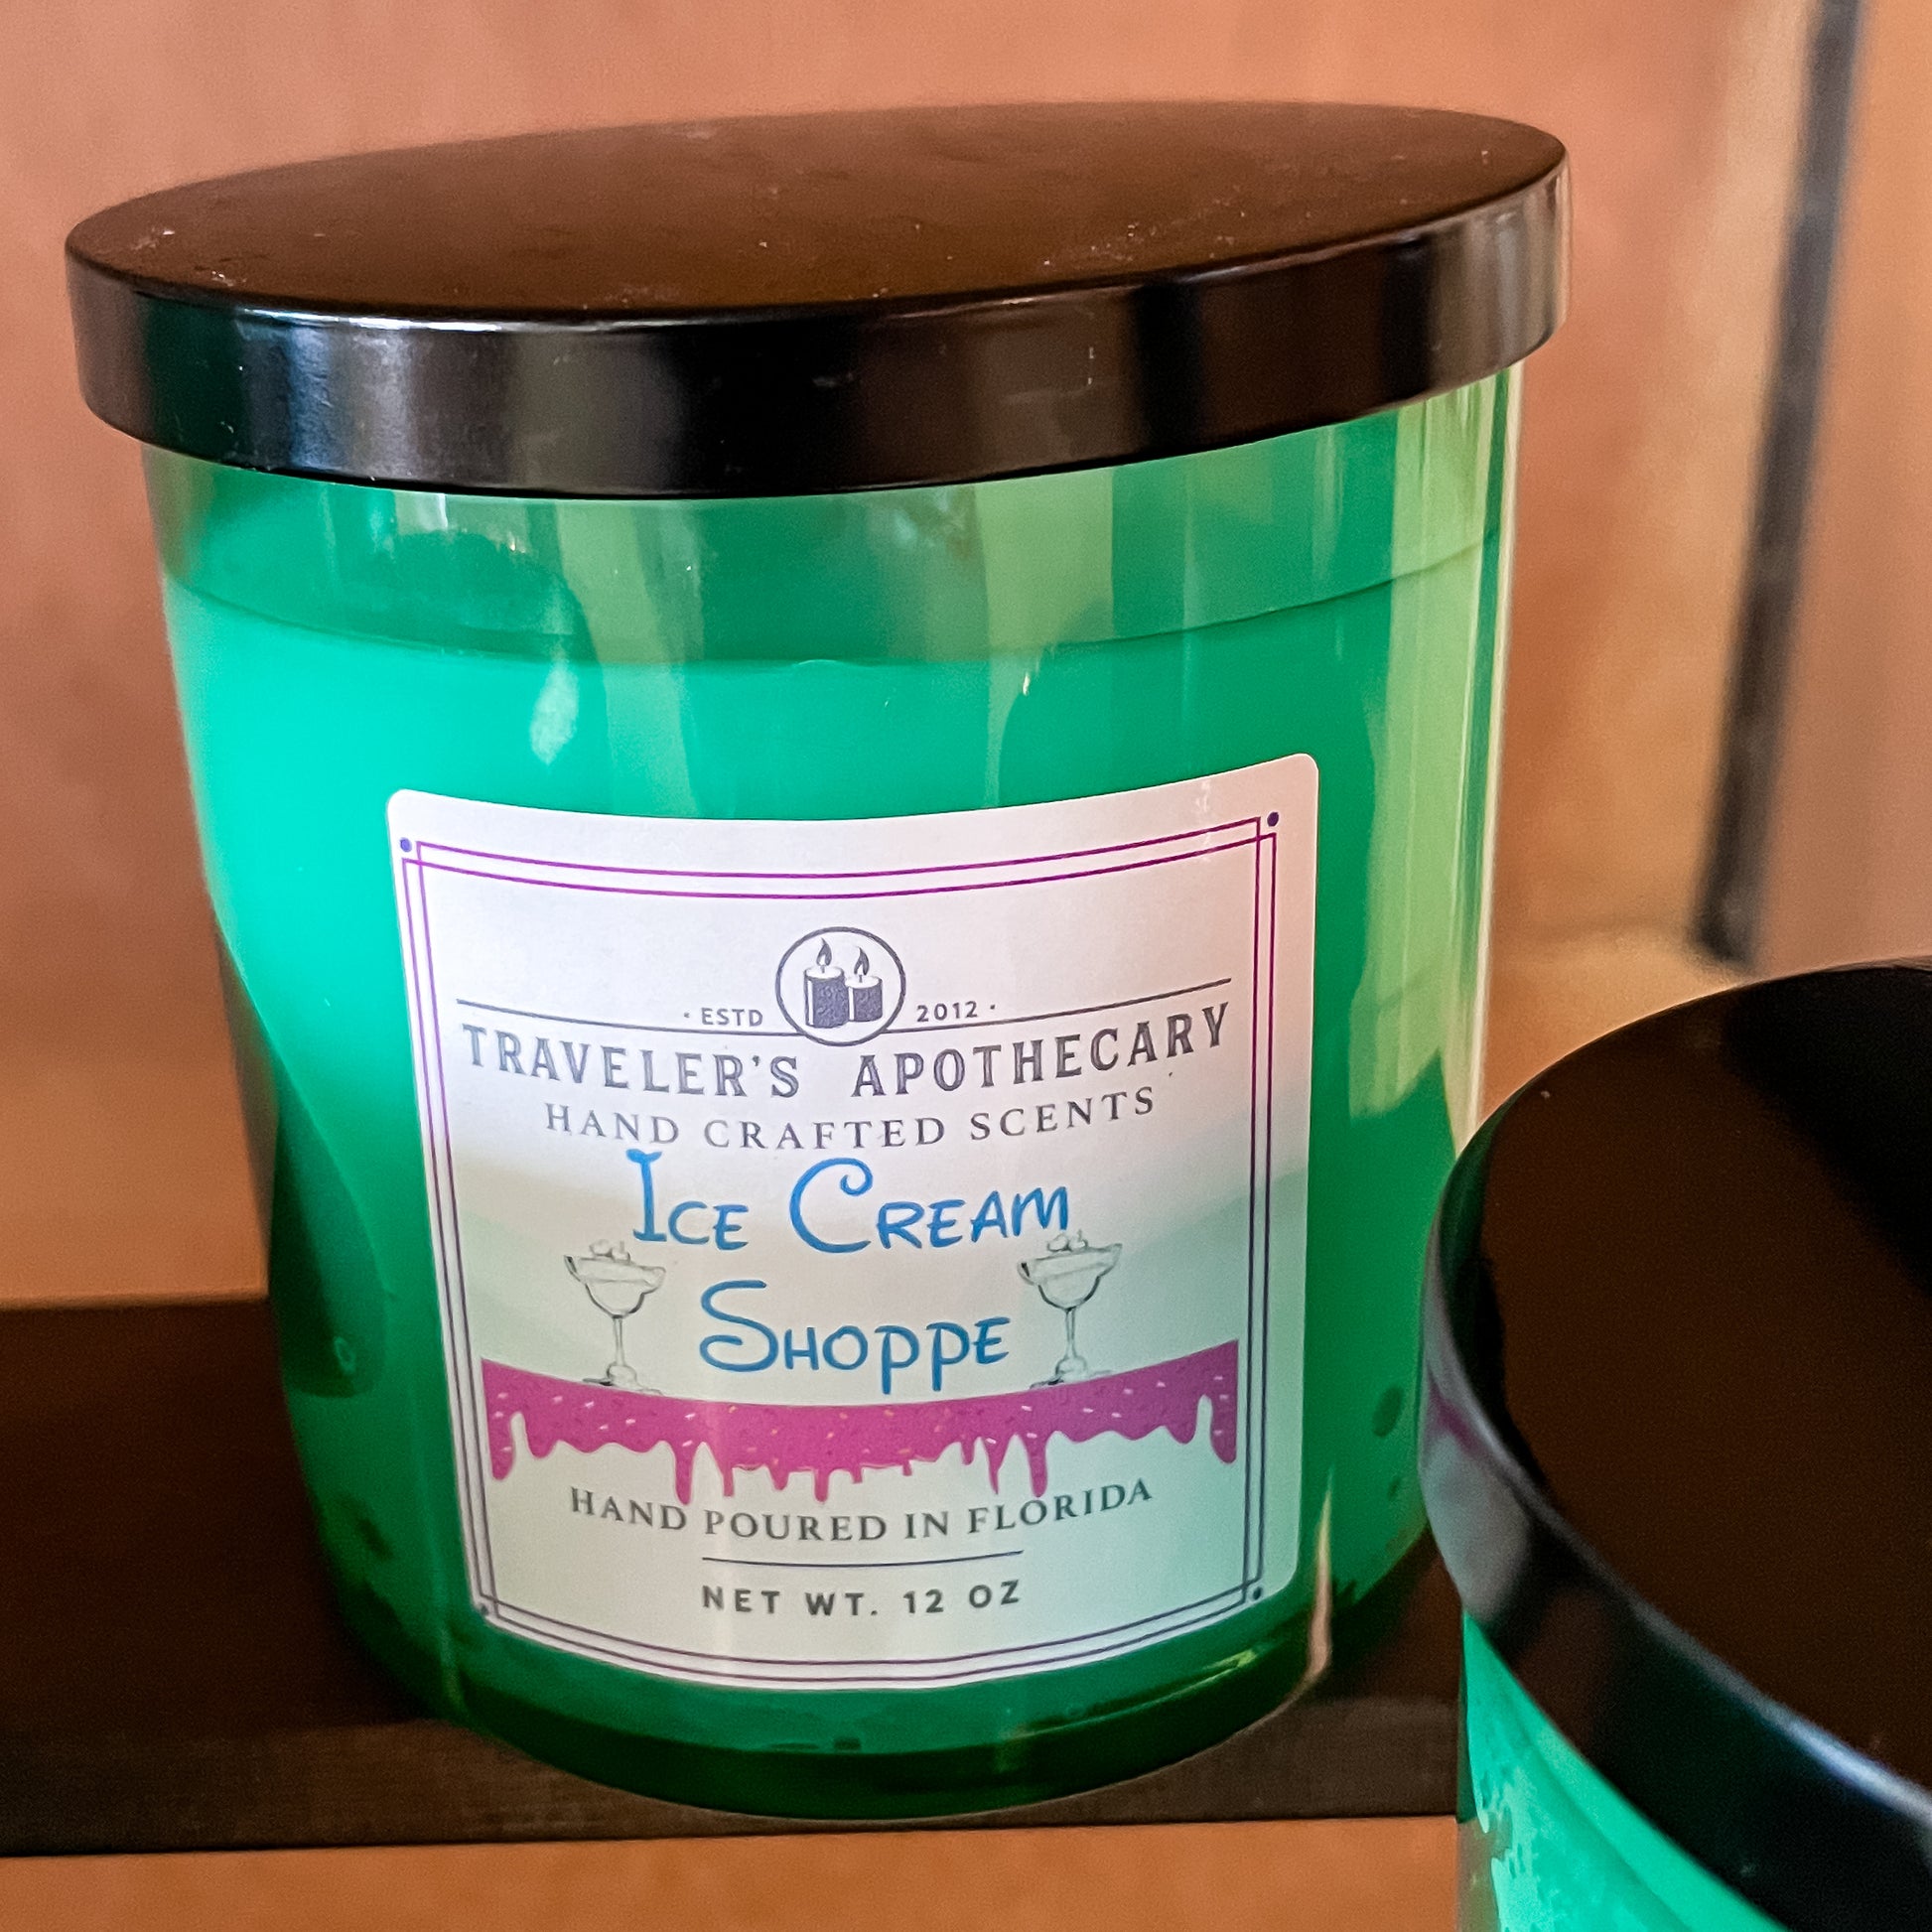 · ESTD 2012 ·
TRAVELER'S APOTHECARY
HAND CRAFTED SCENTS
ICE CREAM
SHOPPE
HAND POURED IN FLORIDA
NET WT. 12 OZ